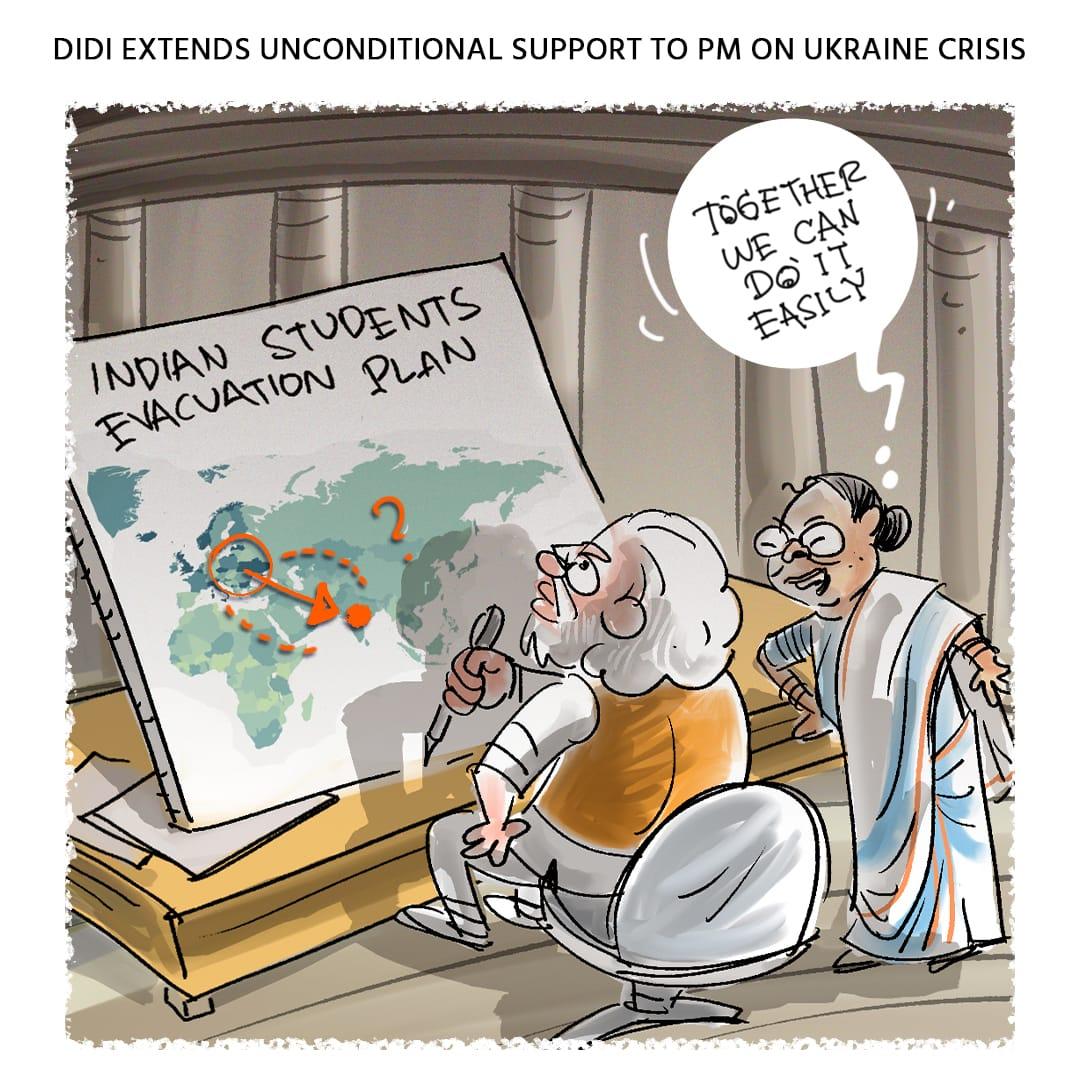 DIDI EXTENDS UNCONDITIONAL SUPPORT TO PM ON UKRAINE CRISIS
TOGETHER
WE CAN
DO IT
EASILY
INDIAN STUDENTS
EVACUATION PLAN
?